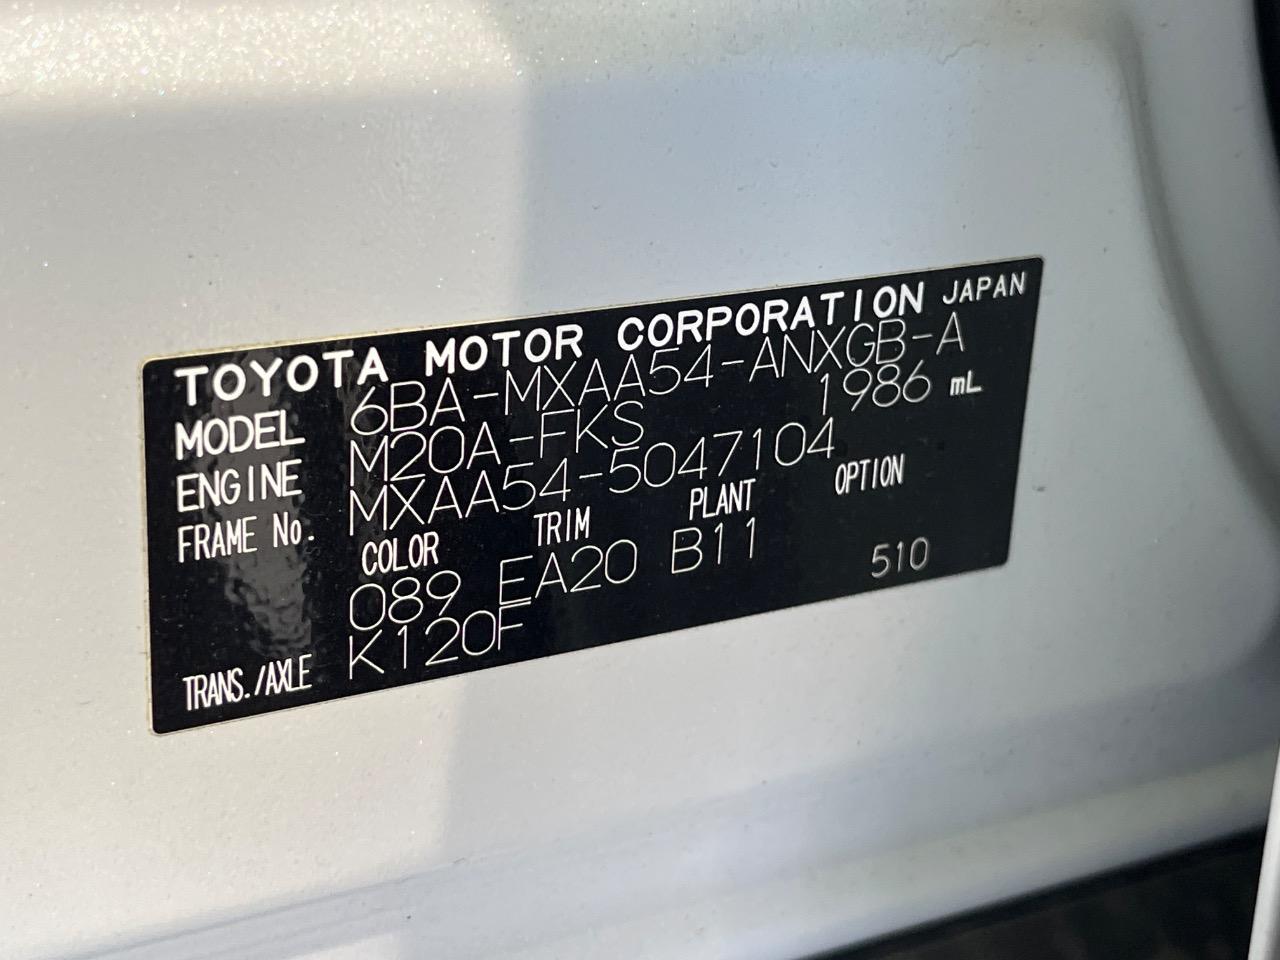 TOYOTA MOTOR CORPORATION JAPAN
MODEL 6BA-MXAA54-ANXGB-A
ENGINE M20A-FKS 1986 mL
FRAME No. MXAA54-5047104
COLOR TRIM PLANT OPTION
089 EA20 B11 510
TRANS./AXLE K120F